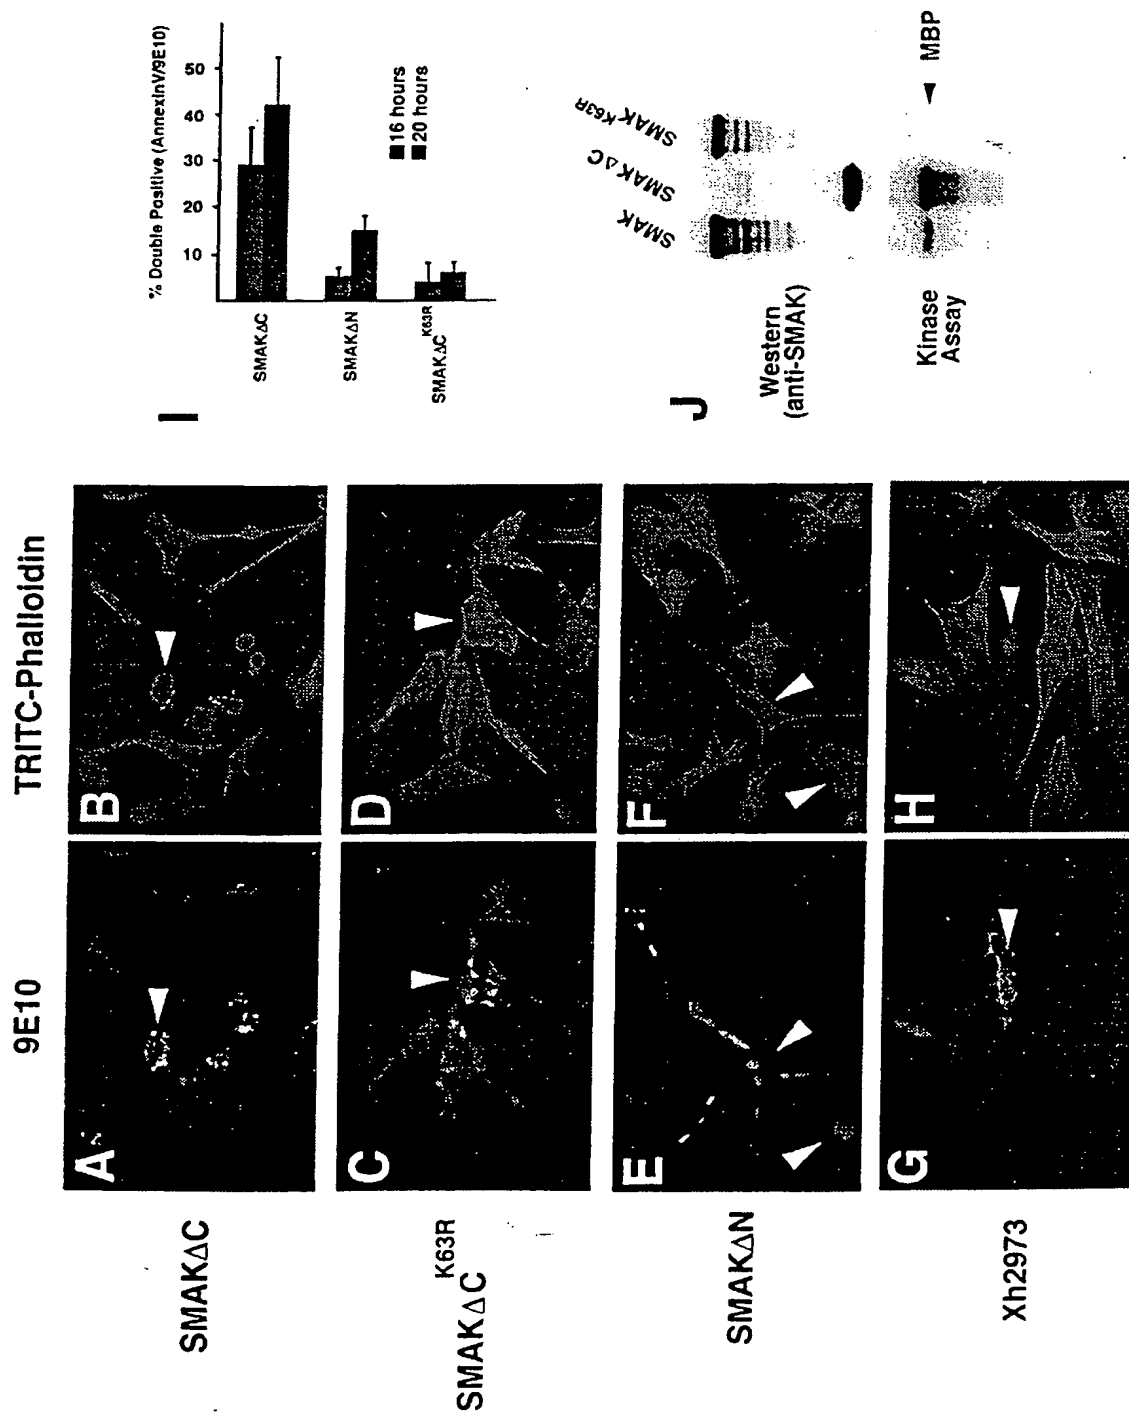 9E10
TRITC-Phalloidin
SMAKΔC
A
B
K63R
SMAKΔC
C
D
SMAKΔN
E
F
Xh2973
G
H
I
% Double Positive (AnnexinV/9E10)
10
20
30
40
50
SMAKΔC
SMAKΔN
K63R
SMAKΔC
16 hours
20 hours
J
SMAK
SMAKΔC
SMAK K63R
Western
(anti-SMAK)
Kinase
Assay
MBP